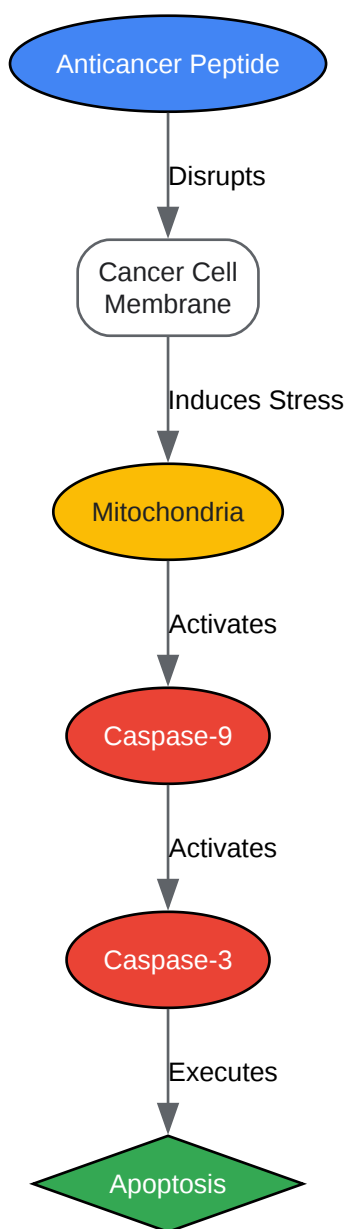 Anticancer Peptide
Disrupts
Cancer Cell
Membrane
Induces Stress
Mitochondria
Activates
Caspase-9
Activates
Caspase-3
Executes
Apoptosis